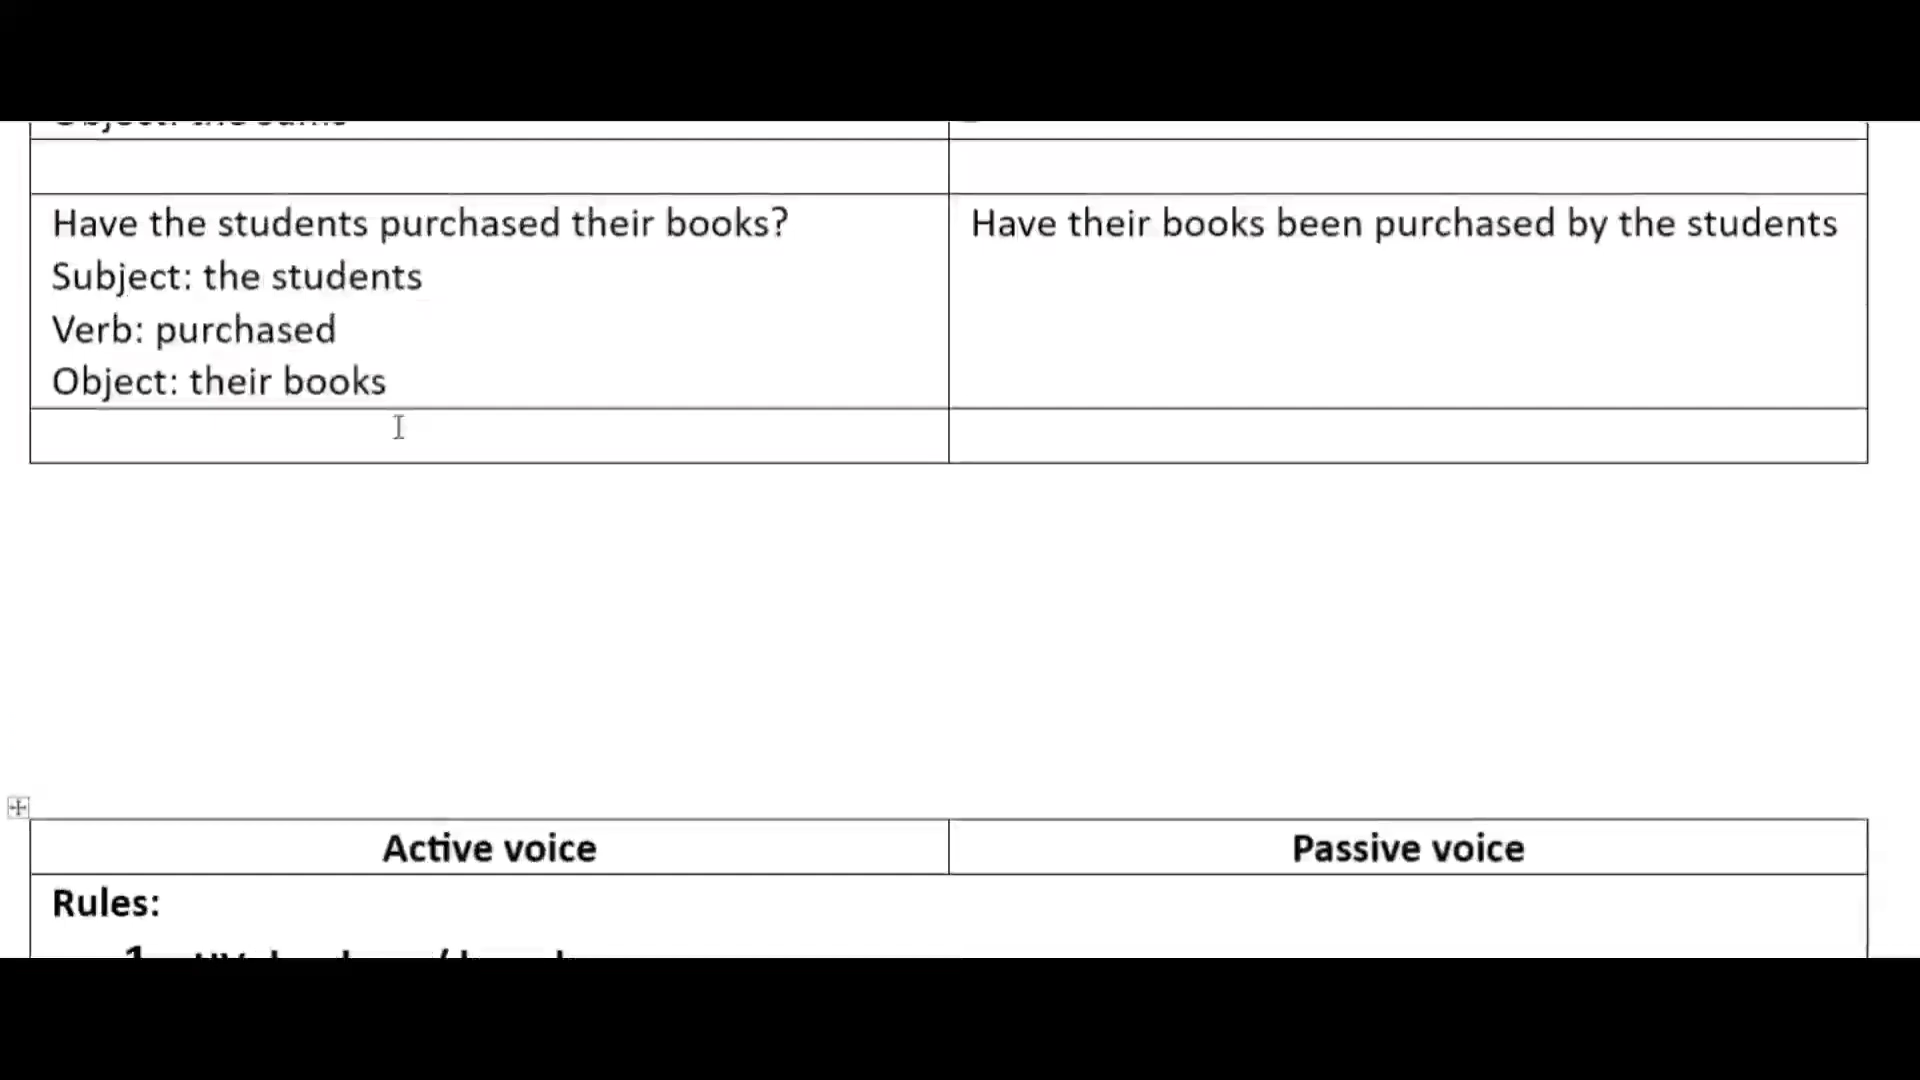 Have the students purchased their books?
Subject: the students
Verb: purchased
Object: their books
Have their books been purchased by the students
Active voice
Passive voice
Rules: